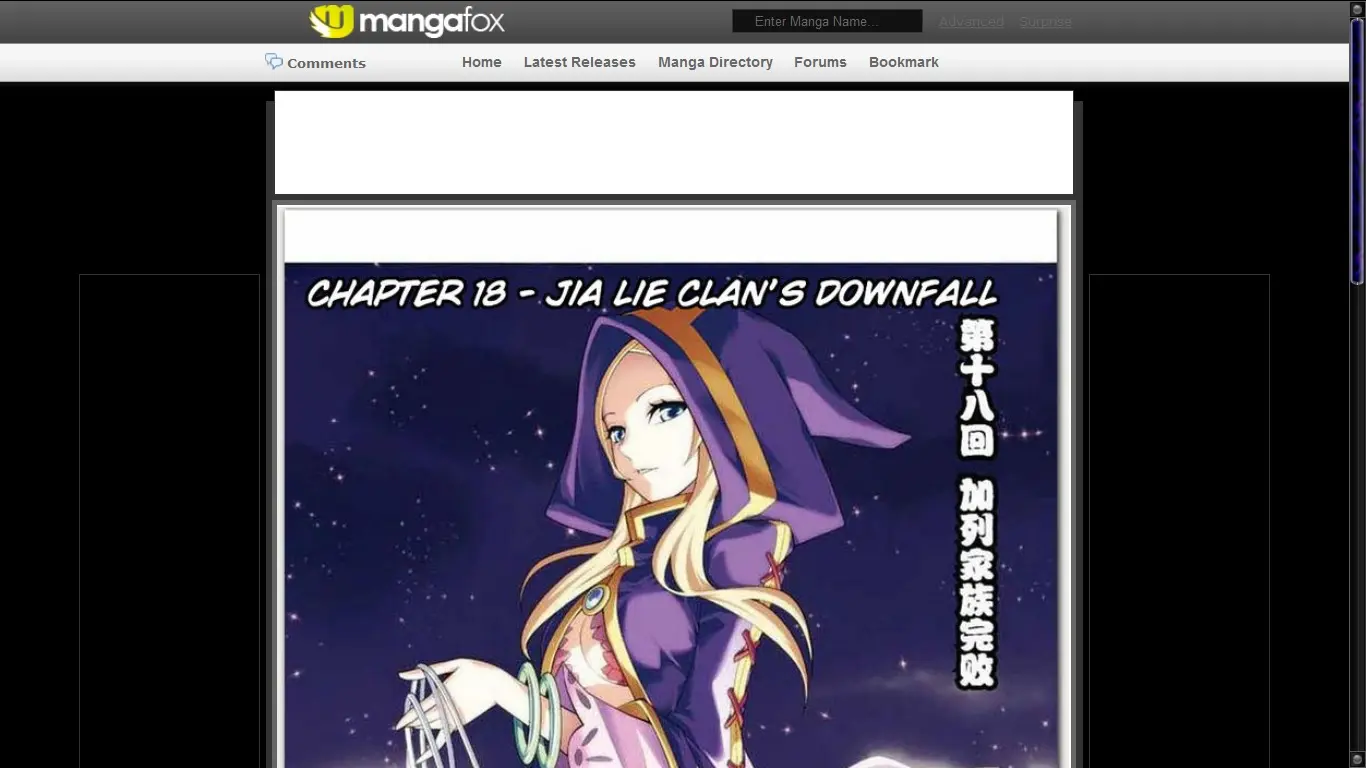 mangafox
Enter Manga Name...
Advanced
Surprise
Comments
Home
Latest Releases
Manga Directory
Forums
Bookmark
CHAPTER 18 - JIA LIE CLAN'S DOWNFALL
第十八回 加列家族完败